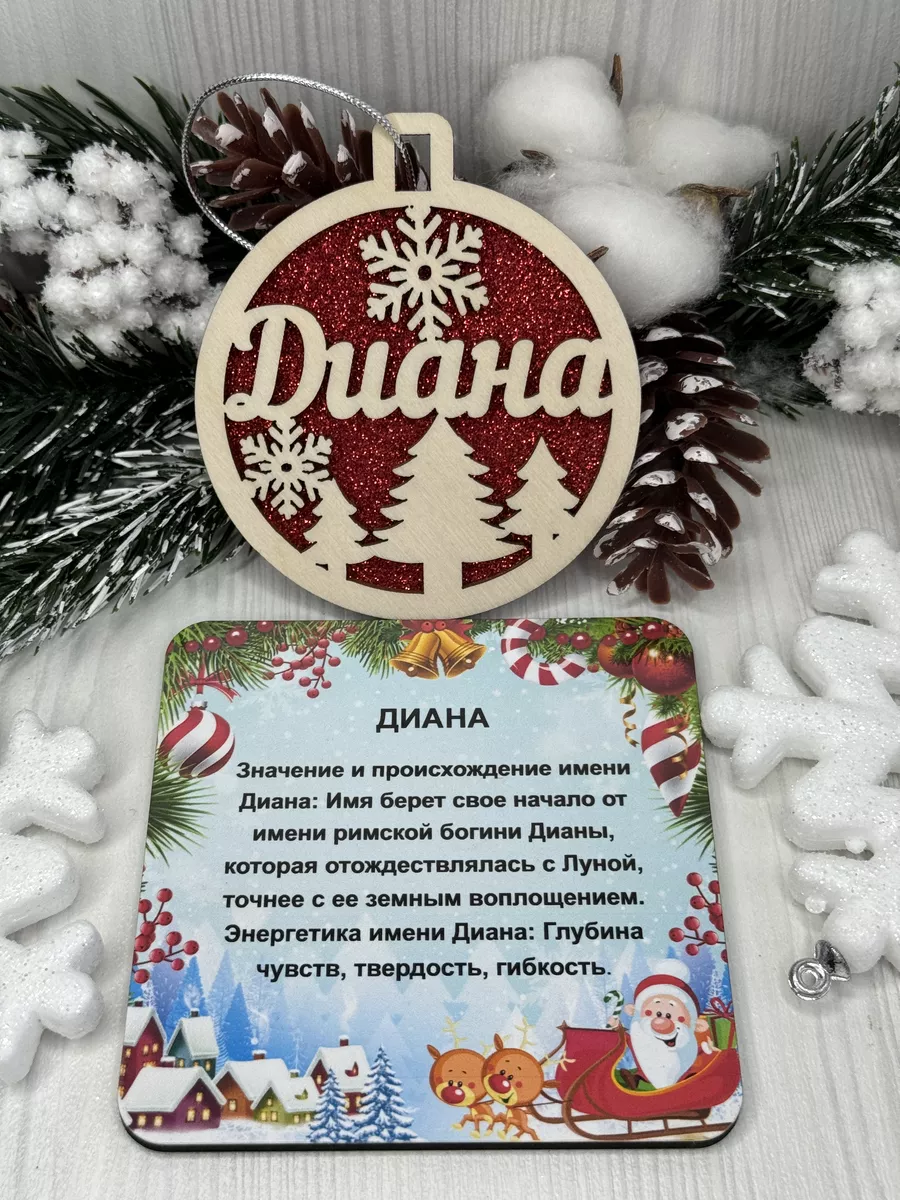 Диана
ДИАНА
Значение и происхождение имени
Диана: Имя берет свое начало от
имени римской богини Дианы,
которая отождествлялась с Луной,
точнее с ее земным воплощением.
Энергетика имени Диана: Глубина
чувств, твердость, гибкость.